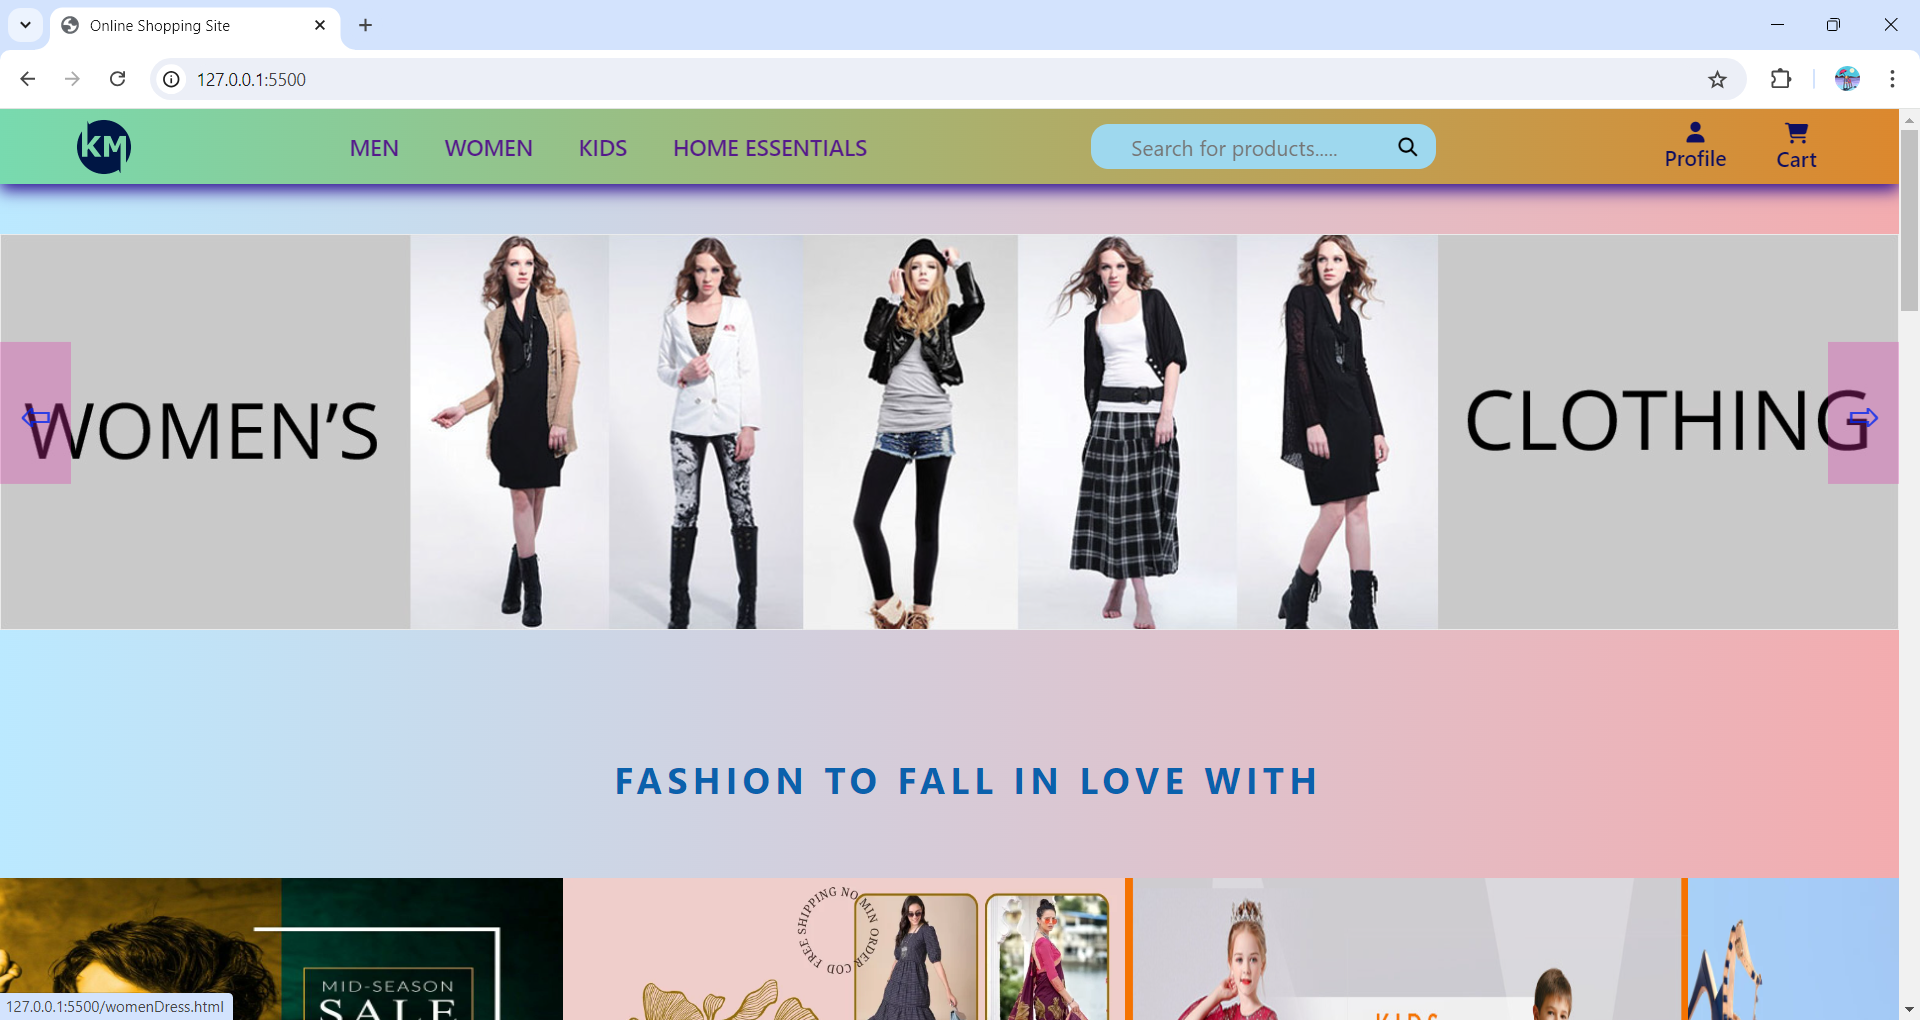 Online Shopping Site
127.0.0.1:5500
KM
MEN WOMEN KIDS HOME ESSENTIALS
Search for products.....
Profile
Cart
WOMEN’S
CLOTHING
FASHION TO FALL IN LOVE WITH
MID-SEASON
SALE
FREE SHIPPING NO MIN ORDER COD
KIDS
127.0.0.1:5500/womenDress.html